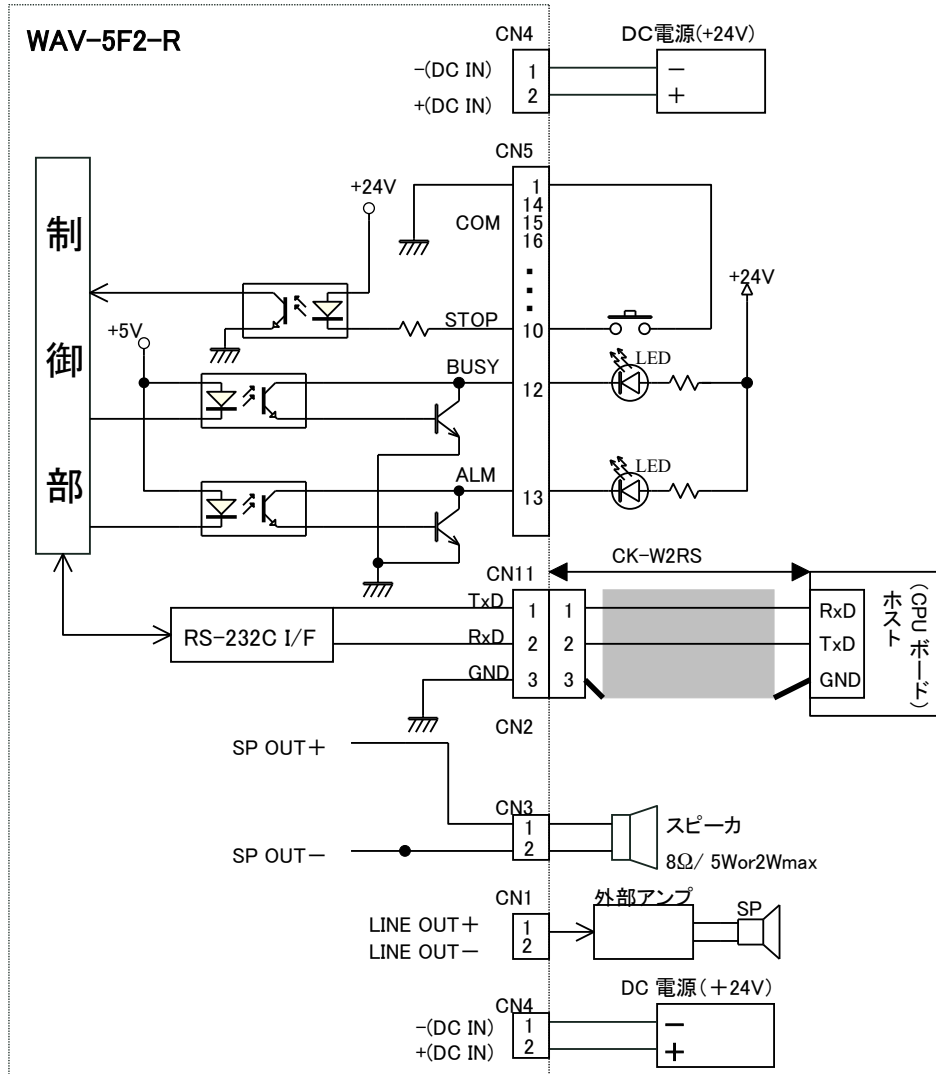 WAV-5F2-R
CN4
DC電源(+24V)
-(DC IN)
1
-
+(DC IN)
2
+
CN5
+24V
1
14
COM
15
16
制御部
+24V
STOP
10
+5V
BUSY
LED
12
ALM
LED
13
CK-W2RS
CN11
TxD
1
1
RxD
RS-232C I/F
RxD
2
2
TxD
GND
3
3
GND
ホスト
(CPU ボード)
CN2
SP OUT+
CN3
1
スピーカ
SP OUT-
2
8Ω/ 5Wor2Wmax
CN1
外部アンプ
SP
LINE OUT+
1
LINE OUT-
2
DC 電源(+24V)
CN4
-(DC IN)
1
-
+(DC IN)
2
+